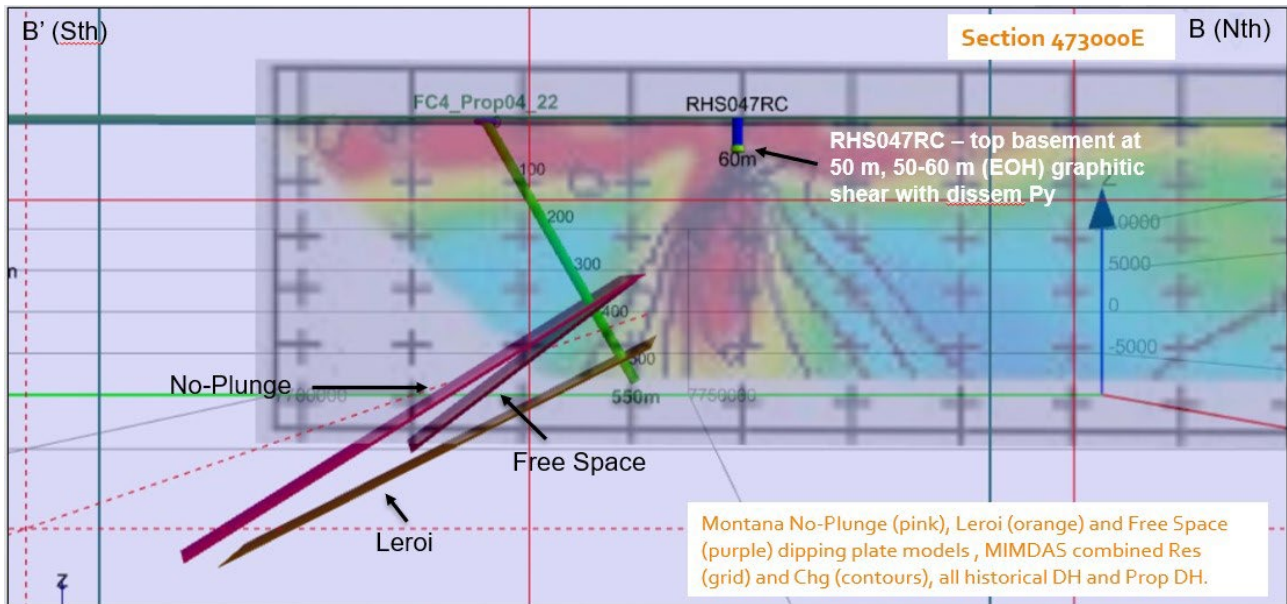 B' (Sth)
B (Nth)
Section 473000E
FC4_Prop04_22
RHS047RC
60m
RHS047RC – top basement at
50 m, 50-60 m (EOH) graphitic
shear with dissem Py
100
200
300
400
500
550m
Z
10000
5000
0
-5000
m
7750000
No-Plunge
Free Space
Leroi
Montana No-Plunge (pink), Leroi (orange) and Free Space
(purple) dipping plate models , MIMDAS combined Res
(grid) and Chg (contours), all historical DH and Prop DH.
z